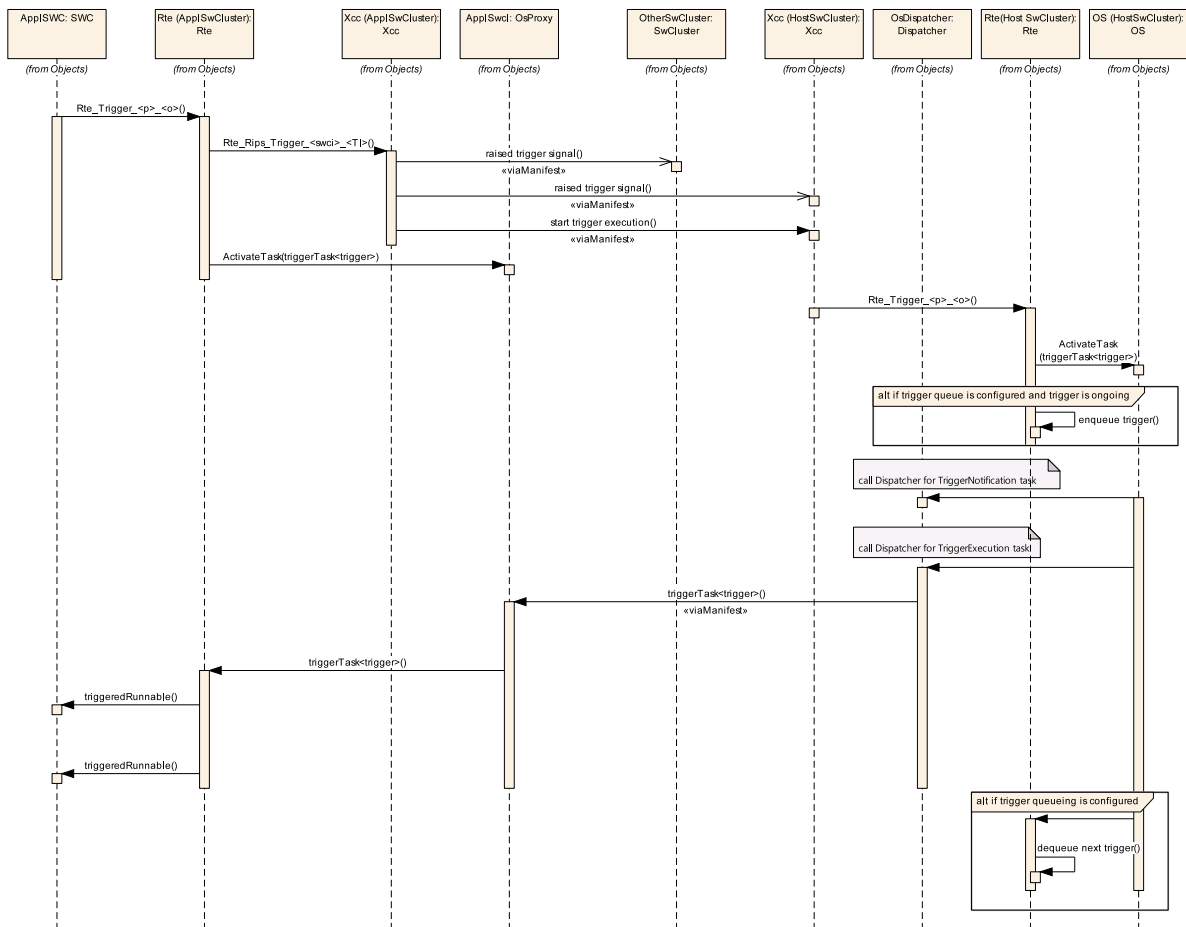 ApplSWC: SWC
Rte (ApplSwCluster):
Rte
Xcc (ApplSwCluster):
Xcc
ApplSwcl: OsProxy
OtherSwCluster:
SwCluster
Xcc (HostSwCluster):
Xcc
OsDispatcher:
Dispatcher
Rte(Host SwCluster):
Rte
OS (HostSwCluster):
OS
(from Objects)
(from Objects)
(from Objects)
(from Objects)
(from Objects)
(from Objects)
(from Objects)
(from Objects)
(from Objects)
Rte_Trigger_<p>_<o>()
Rte_Rips_Trigger_<swci>_<TI>()
raised trigger signal()
«viaManifest»
raised trigger signal()
«viaManifest»
start trigger execution()
«viaManifest»
ActivateTask(triggerTask<trigger>)
Rte_Trigger_<p>_<o>()
ActivateTask
(triggerTask<trigger>)
alt if trigger queue is configured and trigger is ongoing
enqueue trigger()
call Dispatcher for TriggerNotification task
call Dispatcher for TriggerExecution task
triggerTask<trigger>()
«viaManifest»
triggerTask<trigger>()
triggeredRunnable()
triggeredRunnable()
alt if trigger queueing is configured
dequeue next trigger()